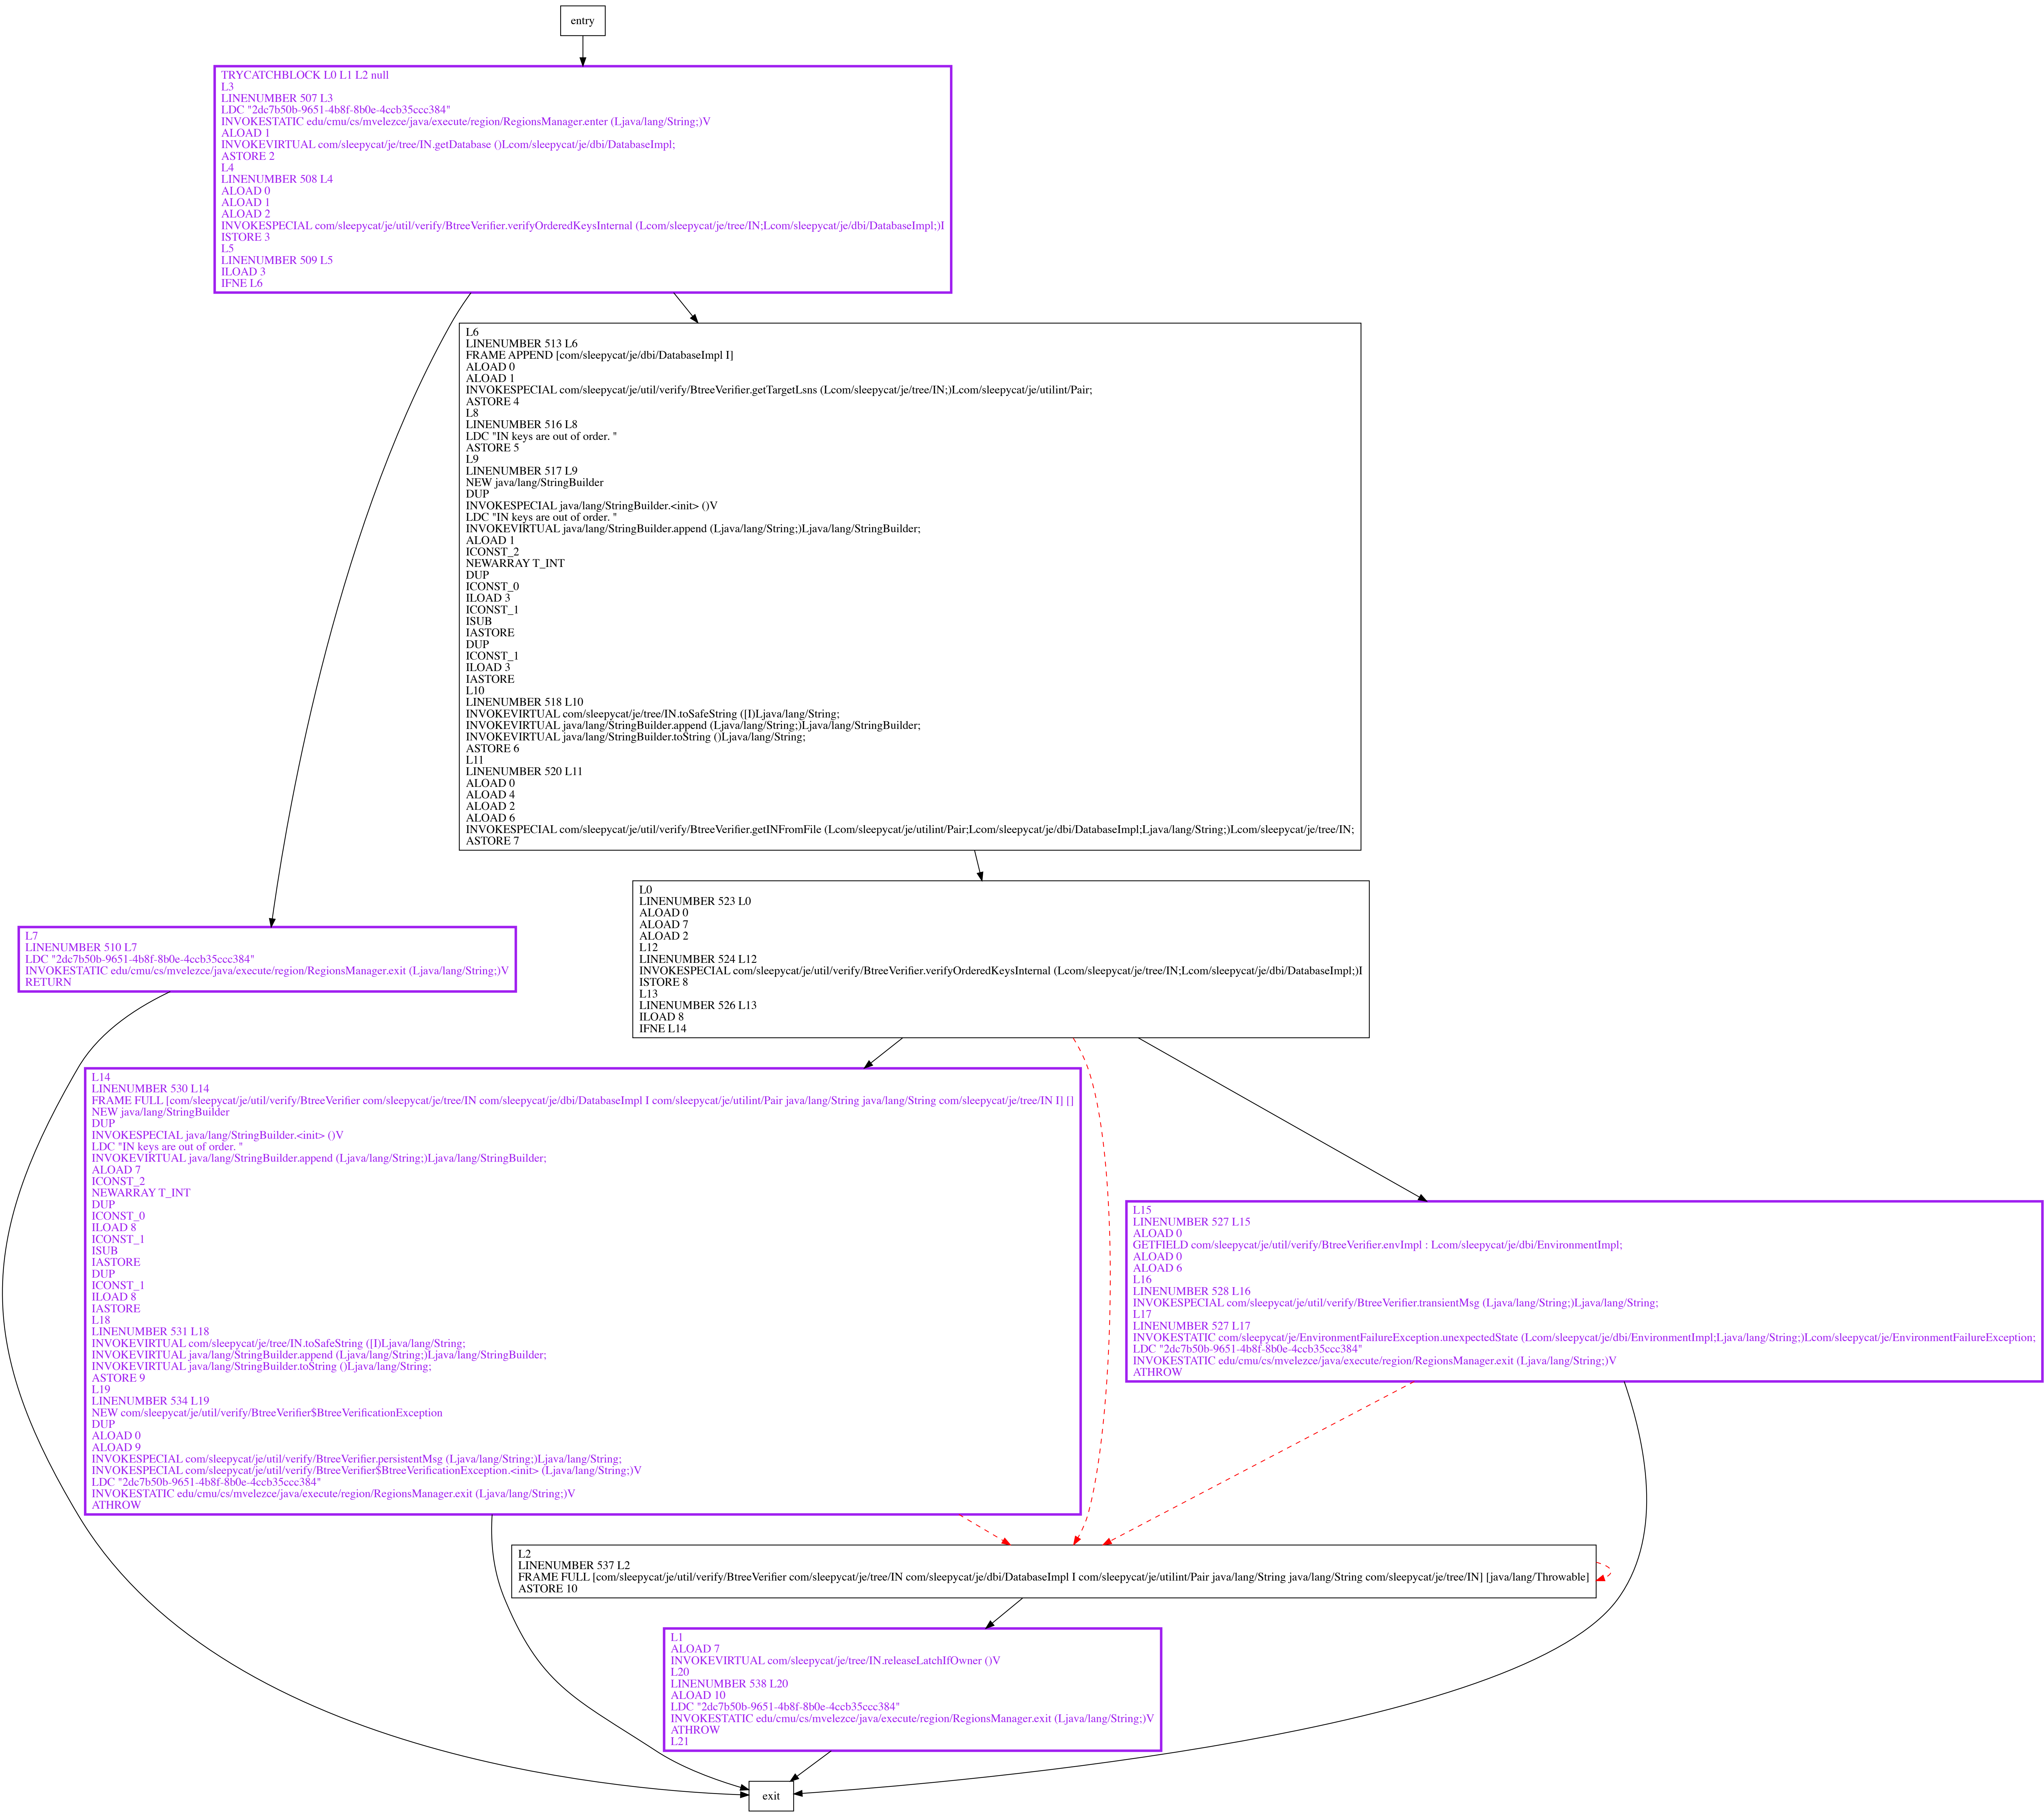 entry
TRYCATCHBLOCK L0 L1 L2 null
L3
LINENUMBER 507 L3
LDC "2dc7b50b-9651-4b8f-8b0e-4ccb35ccc384"
INVOKESTATIC edu/cmu/cs/mvelezce/java/execute/region/RegionsManager.enter (Ljava/lang/String;)V
ALOAD 1
INVOKEVIRTUAL com/sleepycat/je/tree/IN.getDatabase ()Lcom/sleepycat/je/dbi/DatabaseImpl;
ASTORE 2
L4
LINENUMBER 508 L4
ALOAD 0
ALOAD 1
ALOAD 2
INVOKESPECIAL com/sleepycat/je/util/verify/BtreeVerifier.verifyOrderedKeysInternal (Lcom/sleepycat/je/tree/IN;Lcom/sleepycat/je/dbi/DatabaseImpl;)I
ISTORE 3
L5
LINENUMBER 509 L5
ILOAD 3
IFNE L6
L6
LINENUMBER 513 L6
FRAME APPEND [com/sleepycat/je/dbi/DatabaseImpl I]
ALOAD 0
ALOAD 1
INVOKESPECIAL com/sleepycat/je/util/verify/BtreeVerifier.getTargetLsns (Lcom/sleepycat/je/tree/IN;)Lcom/sleepycat/je/utilint/Pair;
ASTORE 4
L8
LINENUMBER 516 L8
LDC "IN keys are out of order. "
ASTORE 5
L9
LINENUMBER 517 L9
NEW java/lang/StringBuilder
DUP
INVOKESPECIAL java/lang/StringBuilder.<init> ()V
LDC "IN keys are out of order. "
INVOKEVIRTUAL java/lang/StringBuilder.append (Ljava/lang/String;)Ljava/lang/StringBuilder;
ALOAD 1
ICONST_2
NEWARRAY T_INT
DUP
ICONST_0
ILOAD 3
ICONST_1
ISUB
IASTORE
DUP
ICONST_1
ILOAD 3
IASTORE
L10
LINENUMBER 518 L10
INVOKEVIRTUAL com/sleepycat/je/tree/IN.toSafeString ([I)Ljava/lang/String;
INVOKEVIRTUAL java/lang/StringBuilder.append (Ljava/lang/String;)Ljava/lang/StringBuilder;
INVOKEVIRTUAL java/lang/StringBuilder.toString ()Ljava/lang/String;
ASTORE 6
L11
LINENUMBER 520 L11
ALOAD 0
ALOAD 4
ALOAD 2
ALOAD 6
INVOKESPECIAL com/sleepycat/je/util/verify/BtreeVerifier.getINFromFile (Lcom/sleepycat/je/utilint/Pair;Lcom/sleepycat/je/dbi/DatabaseImpl;Ljava/lang/String;)Lcom/sleepycat/je/tree/IN;
ASTORE 7
L0
LINENUMBER 523 L0
ALOAD 0
ALOAD 7
ALOAD 2
L12
LINENUMBER 524 L12
INVOKESPECIAL com/sleepycat/je/util/verify/BtreeVerifier.verifyOrderedKeysInternal (Lcom/sleepycat/je/tree/IN;Lcom/sleepycat/je/dbi/DatabaseImpl;)I
ISTORE 8
L13
LINENUMBER 526 L13
ILOAD 8
IFNE L14
L7
LINENUMBER 510 L7
LDC "2dc7b50b-9651-4b8f-8b0e-4ccb35ccc384"
INVOKESTATIC edu/cmu/cs/mvelezce/java/execute/region/RegionsManager.exit (Ljava/lang/String;)V
RETURN
L14
LINENUMBER 530 L14
FRAME FULL [com/sleepycat/je/util/verify/BtreeVerifier com/sleepycat/je/tree/IN com/sleepycat/je/dbi/DatabaseImpl I com/sleepycat/je/utilint/Pair java/lang/String java/lang/String com/sleepycat/je/tree/IN I] []
NEW java/lang/StringBuilder
DUP
INVOKESPECIAL java/lang/StringBuilder.<init> ()V
LDC "IN keys are out of order. "
INVOKEVIRTUAL java/lang/StringBuilder.append (Ljava/lang/String;)Ljava/lang/StringBuilder;
ALOAD 7
ICONST_2
NEWARRAY T_INT
DUP
ICONST_0
ILOAD 8
ICONST_1
ISUB
IASTORE
DUP
ICONST_1
ILOAD 8
IASTORE
L18
LINENUMBER 531 L18
INVOKEVIRTUAL com/sleepycat/je/tree/IN.toSafeString ([I)Ljava/lang/String;
INVOKEVIRTUAL java/lang/StringBuilder.append (Ljava/lang/String;)Ljava/lang/StringBuilder;
INVOKEVIRTUAL java/lang/StringBuilder.toString ()Ljava/lang/String;
ASTORE 9
L19
LINENUMBER 534 L19
NEW com/sleepycat/je/util/verify/BtreeVerifier$BtreeVerificationException
DUP
ALOAD 0
ALOAD 9
INVOKESPECIAL com/sleepycat/je/util/verify/BtreeVerifier.persistentMsg (Ljava/lang/String;)Ljava/lang/String;
INVOKESPECIAL com/sleepycat/je/util/verify/BtreeVerifier$BtreeVerificationException.<init> (Ljava/lang/String;)V
LDC "2dc7b50b-9651-4b8f-8b0e-4ccb35ccc384"
INVOKESTATIC edu/cmu/cs/mvelezce/java/execute/region/RegionsManager.exit (Ljava/lang/String;)V
ATHROW
L15
LINENUMBER 527 L15
ALOAD 0
GETFIELD com/sleepycat/je/util/verify/BtreeVerifier.envImpl : Lcom/sleepycat/je/dbi/EnvironmentImpl;
ALOAD 0
ALOAD 6
L16
LINENUMBER 528 L16
INVOKESPECIAL com/sleepycat/je/util/verify/BtreeVerifier.transientMsg (Ljava/lang/String;)Ljava/lang/String;
L17
LINENUMBER 527 L17
INVOKESTATIC com/sleepycat/je/EnvironmentFailureException.unexpectedState (Lcom/sleepycat/je/dbi/EnvironmentImpl;Ljava/lang/String;)Lcom/sleepycat/je/EnvironmentFailureException;
LDC "2dc7b50b-9651-4b8f-8b0e-4ccb35ccc384"
INVOKESTATIC edu/cmu/cs/mvelezce/java/execute/region/RegionsManager.exit (Ljava/lang/String;)V
ATHROW
L2
LINENUMBER 537 L2
FRAME FULL [com/sleepycat/je/util/verify/BtreeVerifier com/sleepycat/je/tree/IN com/sleepycat/je/dbi/DatabaseImpl I com/sleepycat/je/utilint/Pair java/lang/String java/lang/String com/sleepycat/je/tree/IN] [java/lang/Throwable]
ASTORE 10
L1
ALOAD 7
INVOKEVIRTUAL com/sleepycat/je/tree/IN.releaseLatchIfOwner ()V
L20
LINENUMBER 538 L20
ALOAD 10
LDC "2dc7b50b-9651-4b8f-8b0e-4ccb35ccc384"
INVOKESTATIC edu/cmu/cs/mvelezce/java/execute/region/RegionsManager.exit (Ljava/lang/String;)V
ATHROW
L21
exit